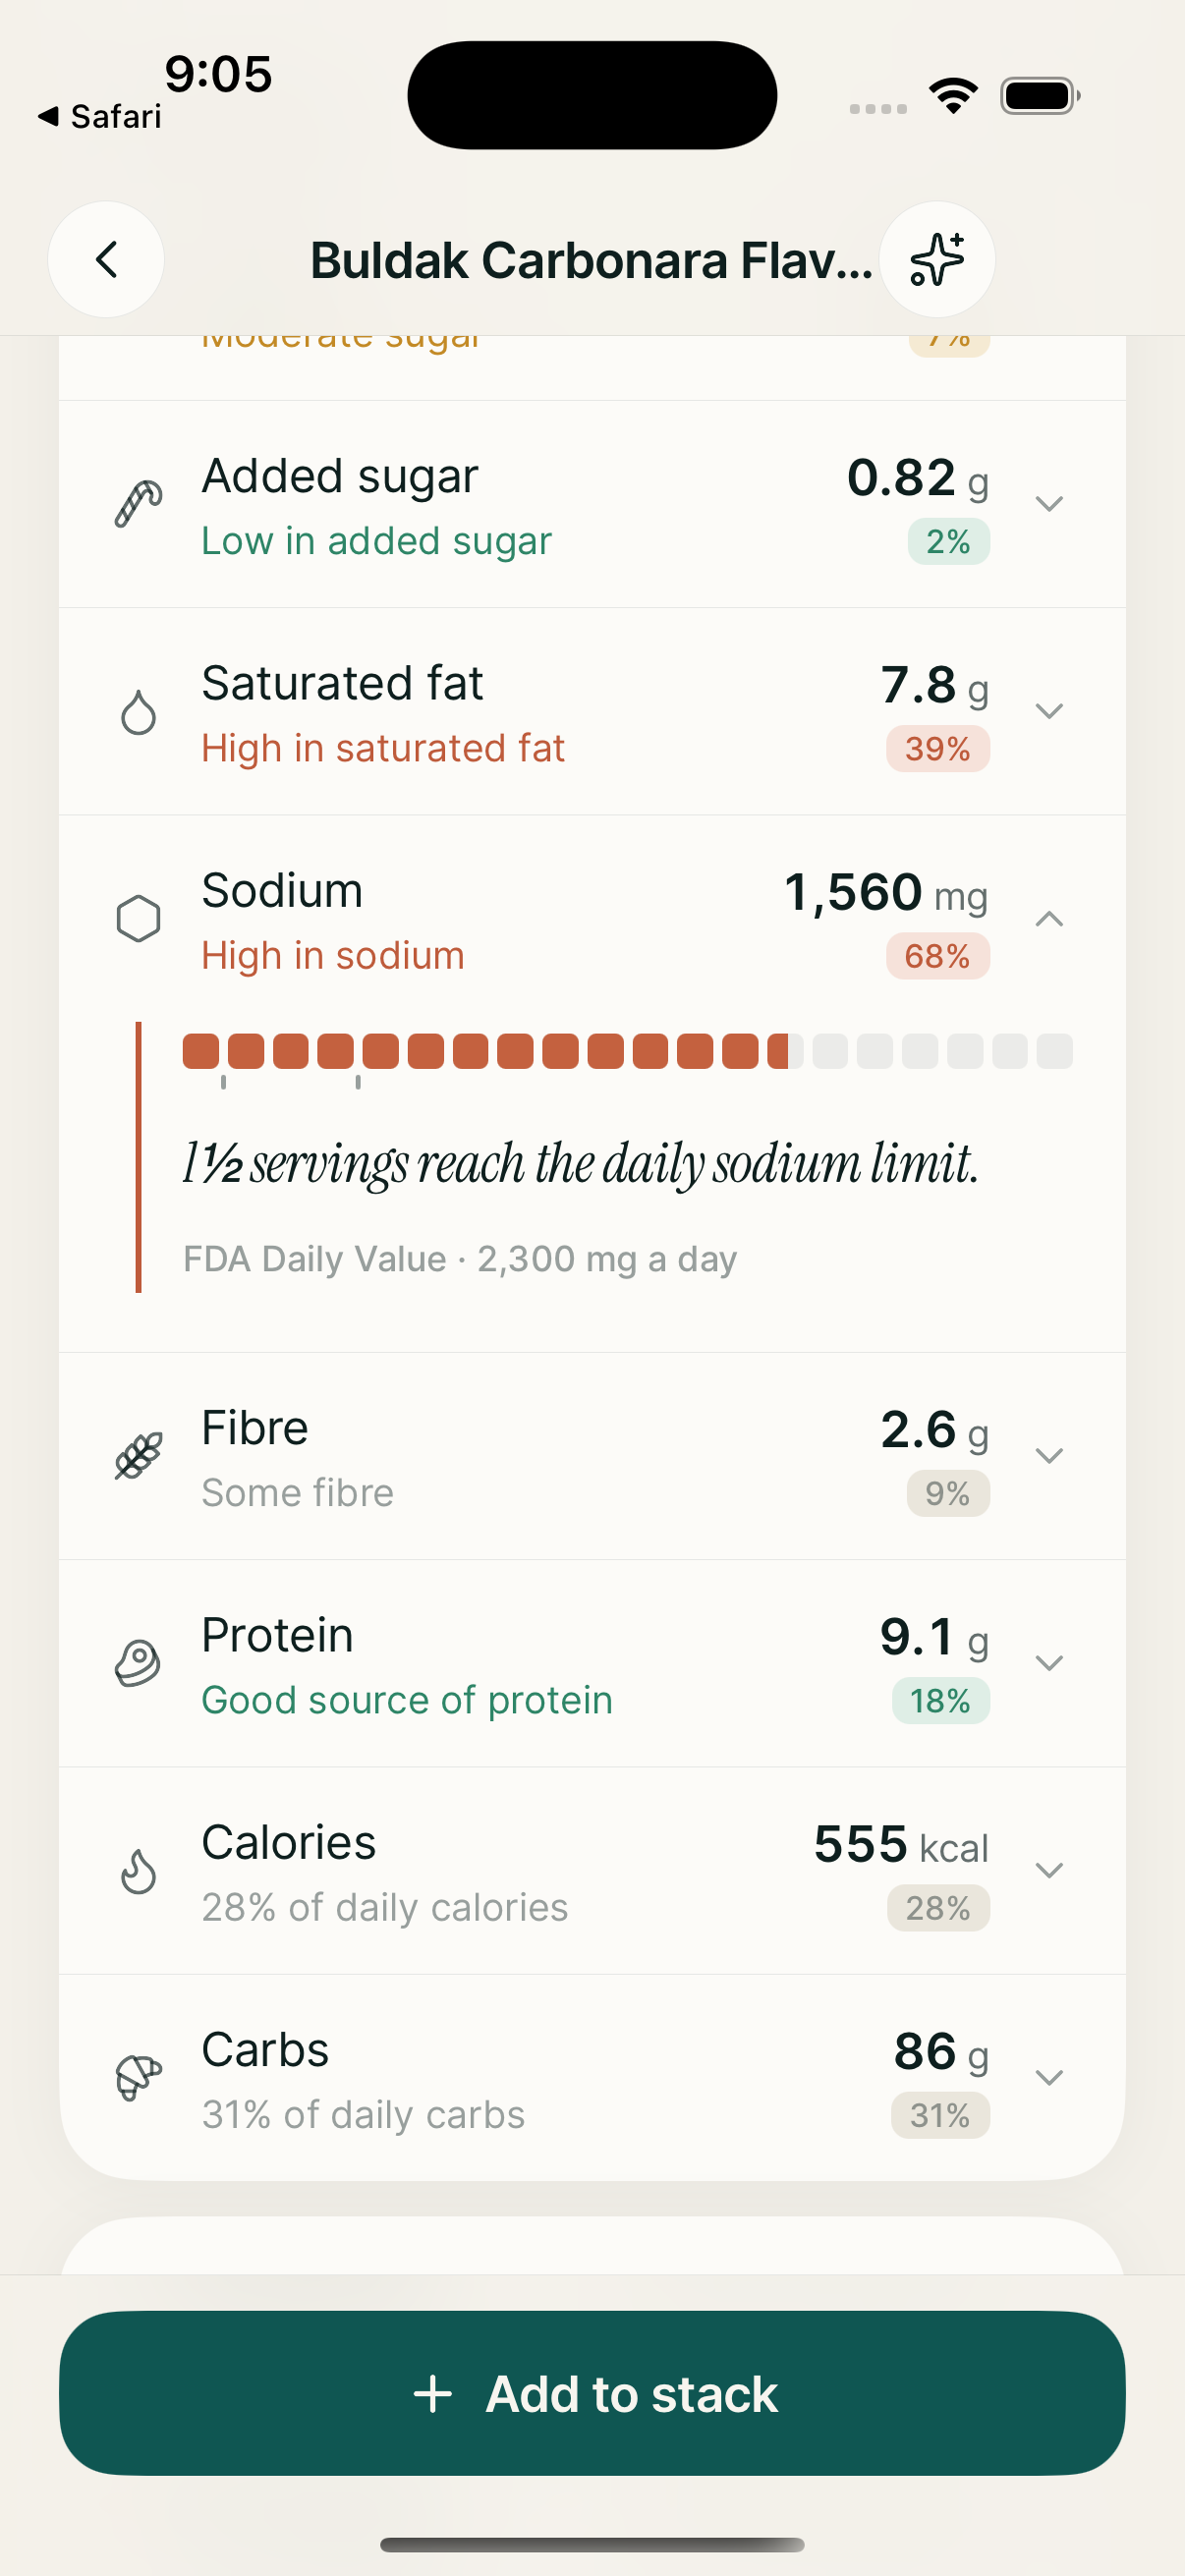 9:05
Safari
Buldak Carbonara Flav...
Moderate sugar
7%
Added sugar
0.82 g
Low in added sugar
2%
Saturated fat
7.8 g
High in saturated fat
39%
Sodium
1,560 mg
High in sodium
68%
1½ servings reach the daily sodium limit.
FDA Daily Value · 2,300 mg a day
Fibre
2.6 g
Some fibre
9%
Protein
9.1 g
Good source of protein
18%
Calories
555 kcal
28% of daily calories
28%
Carbs
86 g
31% of daily carbs
31%
+ Add to stack